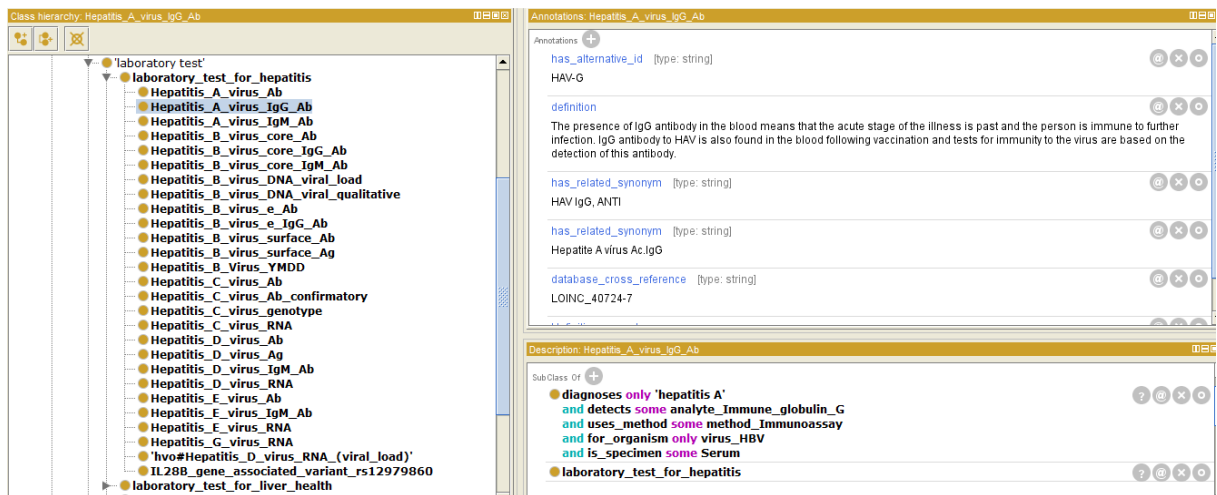 Class hierarchy: Hepatitis_A_virus_IgG_Ab
'laboratory test'
laboratory_test_for_hepatitis
Hepatitis_A_virus_Ab
Hepatitis_A_virus_IgG_Ab
Hepatitis_A_virus_IgM_Ab
Hepatitis_B_virus_core_Ab
Hepatitis_B_virus_core_IgG_Ab
Hepatitis_B_virus_core_IgM_Ab
Hepatitis_B_virus_DNA_viral_load
Hepatitis_B_virus_DNA_viral_qualitative
Hepatitis_B_virus_e_Ab
Hepatitis_B_virus_e_IgG_Ab
Hepatitis_B_virus_surface_Ab
Hepatitis_B_virus_surface_Ag
Hepatitis_B_Virus_YMDD
Hepatitis_C_virus_Ab
Hepatitis_C_virus_Ab_confirmatory
Hepatitis_C_virus_genotype
Hepatitis_C_virus_RNA
Hepatitis_D_virus_Ab
Hepatitis_D_virus_Ag
Hepatitis_D_virus_IgM_Ab
Hepatitis_D_virus_RNA
Hepatitis_E_virus_Ab
Hepatitis_E_virus_IgM_Ab
Hepatitis_E_virus_RNA
Hepatitis_G_virus_RNA
'hvo#Hepatitis_D_virus_RNA_(viral_load)'
IL28B_gene_associated_variant_rs12979860
laboratory_test_for_liver_health
Annotations: Hepatitis_A_virus_IgG_Ab
Annotations
has_alternative_id [type: string]
HAV-G
definition
The presence of IgG antibody in the blood means that the acute stage of the illness is past and the person is immune to further
infection. IgG antibody to HAV is also found in the blood following vaccination and tests for immunity to the virus are based on the
detection of this antibody.
has_related_synonym [type: string]
HAV IgG, ANTI
has_related_synonym [type: string]
Hepatite A vírus Ac.IgG
database_cross_reference [type: string]
LOINC_40724-7
Description: Hepatitis_A_virus_IgG_Ab
SubClass Of
diagnoses only 'hepatitis A'
and detects some analyte_Immune_globulin_G
and uses_method some method_Immunoassay
and for_organism only virus_HBV
and is_specimen some Serum
laboratory_test_for_hepatitis